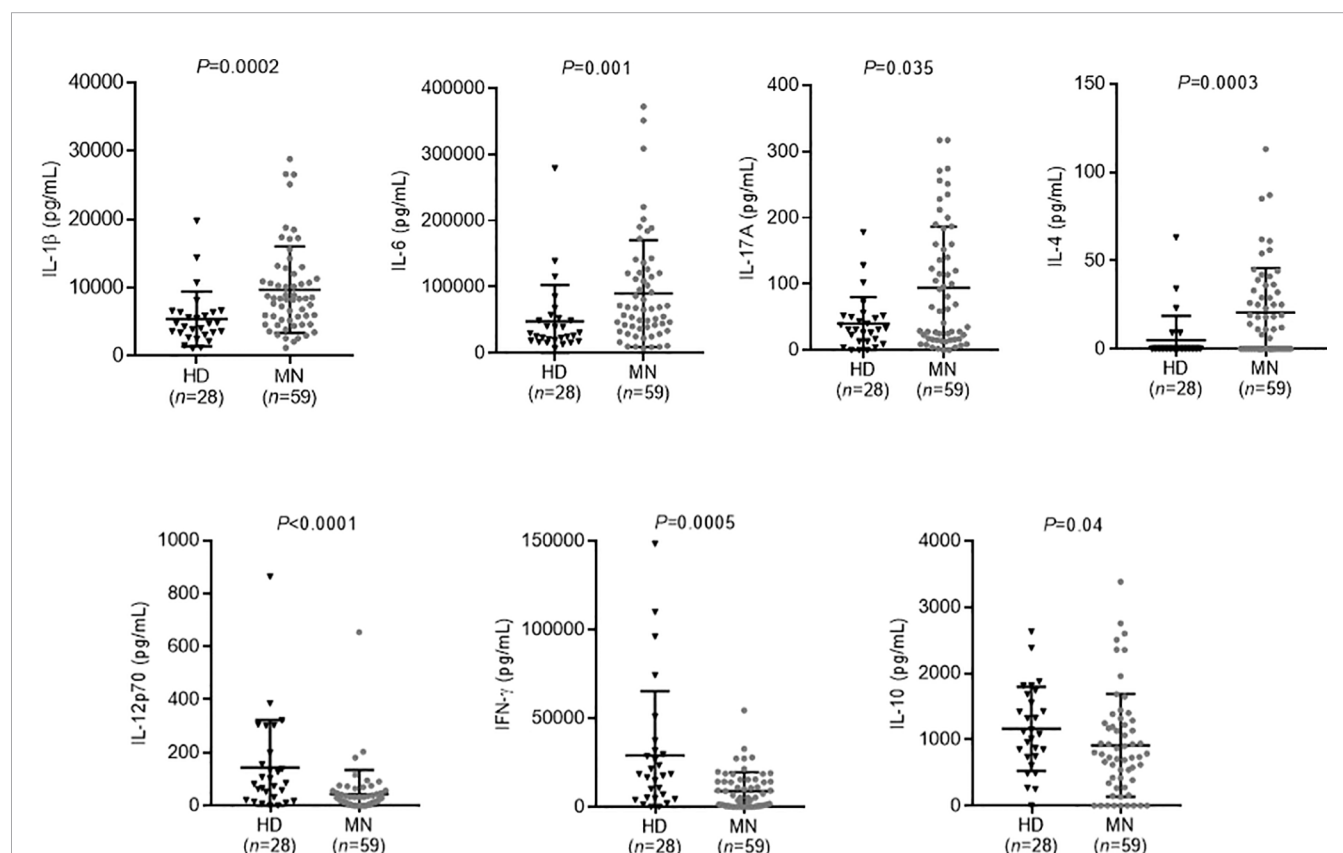 P=0.0002
40000
30000
20000
10000
0
IL-1β (pg/mL)
HD
(n=28)
MN
(n=59)
P=0.001
400000
300000
200000
100000
0
IL-6 (pg/mL)
HD
(n=28)
MN
(n=59)
P=0.035
400
300
200
100
0
IL-17A (pg/mL)
HD
(n=28)
MN
(n=59)
P=0.0003
150
100
50
0
IL-4 (pg/mL)
HD
(n=28)
MN
(n=59)
P<0.0001
1000
800
600
400
200
0
IL-12p70 (pg/mL)
HD
(n=28)
MN
(n=59)
P=0.0005
150000
100000
50000
0
IFN-γ (pg/mL)
HD
(n=28)
MN
(n=59)
P=0.04
4000
3000
2000
1000
0
IL-10 (pg/mL)
HD
(n=28)
MN
(n=59)